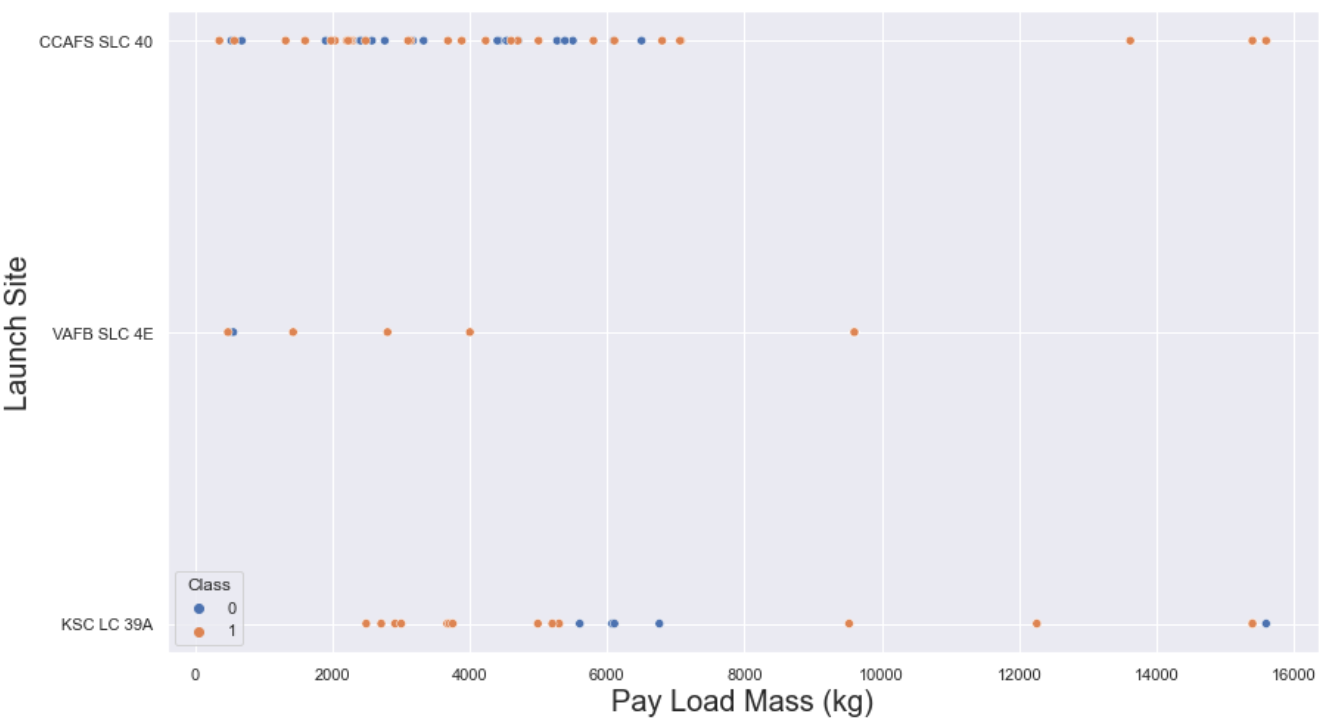 CCAFS SLC 40
VAFB SLC 4E
KSC LC 39A
Launch Site
Class
0
1
0 2000 4000 6000 8000 10000 12000 14000 16000
Pay Load Mass (kg)